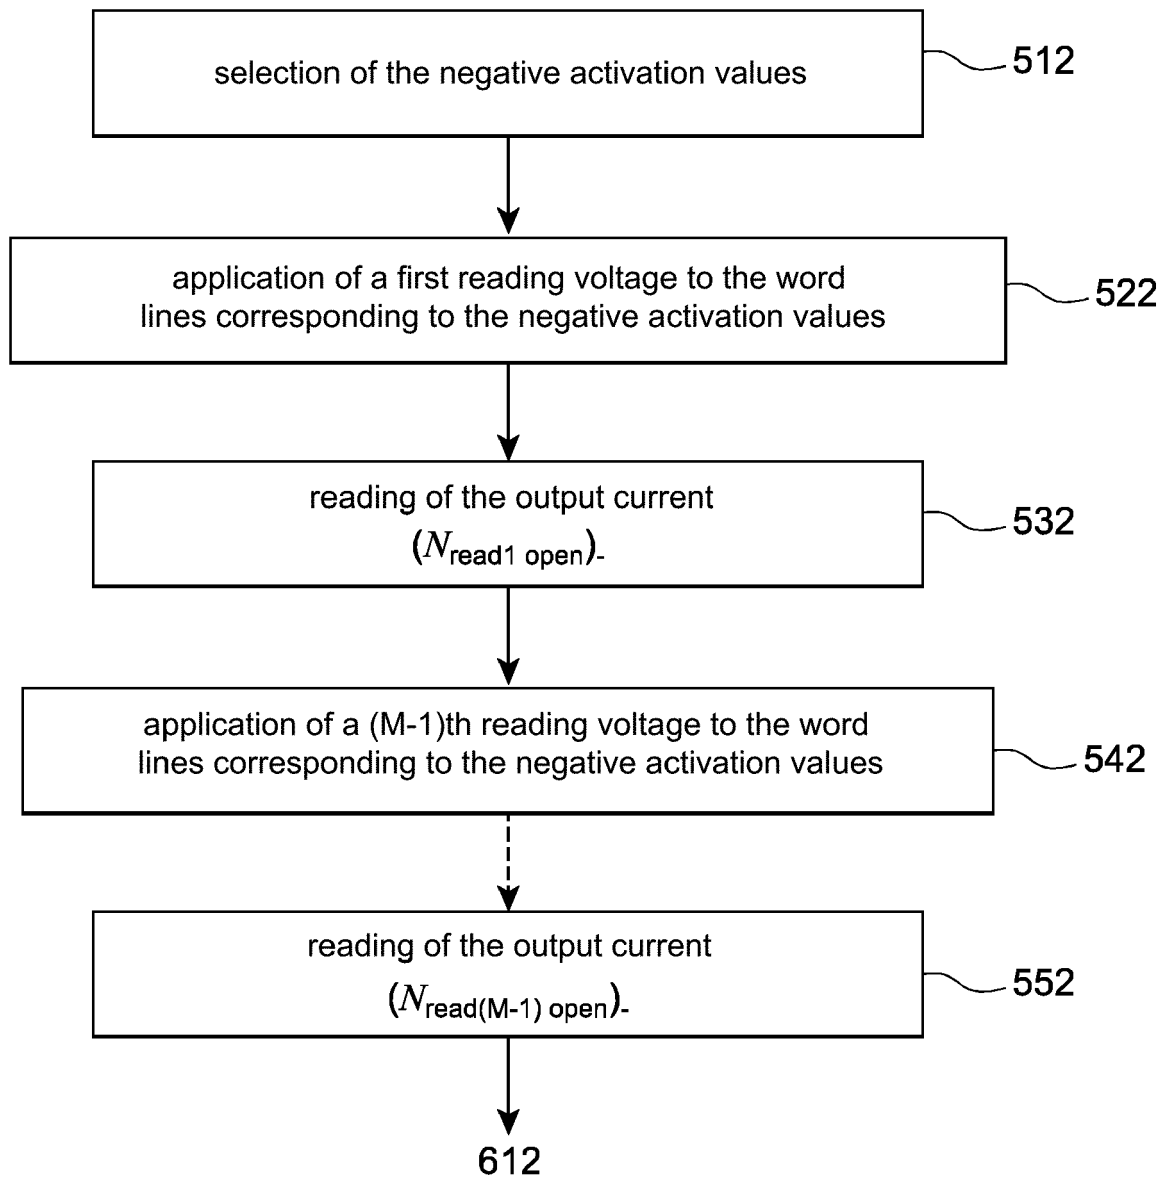 selection of the negative activation values
512
application of a first reading voltage to the word
lines corresponding to the negative activation values
522
reading of the output current
(Nread1 open)-
532
application of a (M-1)th reading voltage to the word
lines corresponding to the negative activation values
542
reading of the output current
(Nread(M-1) open)-
552
612